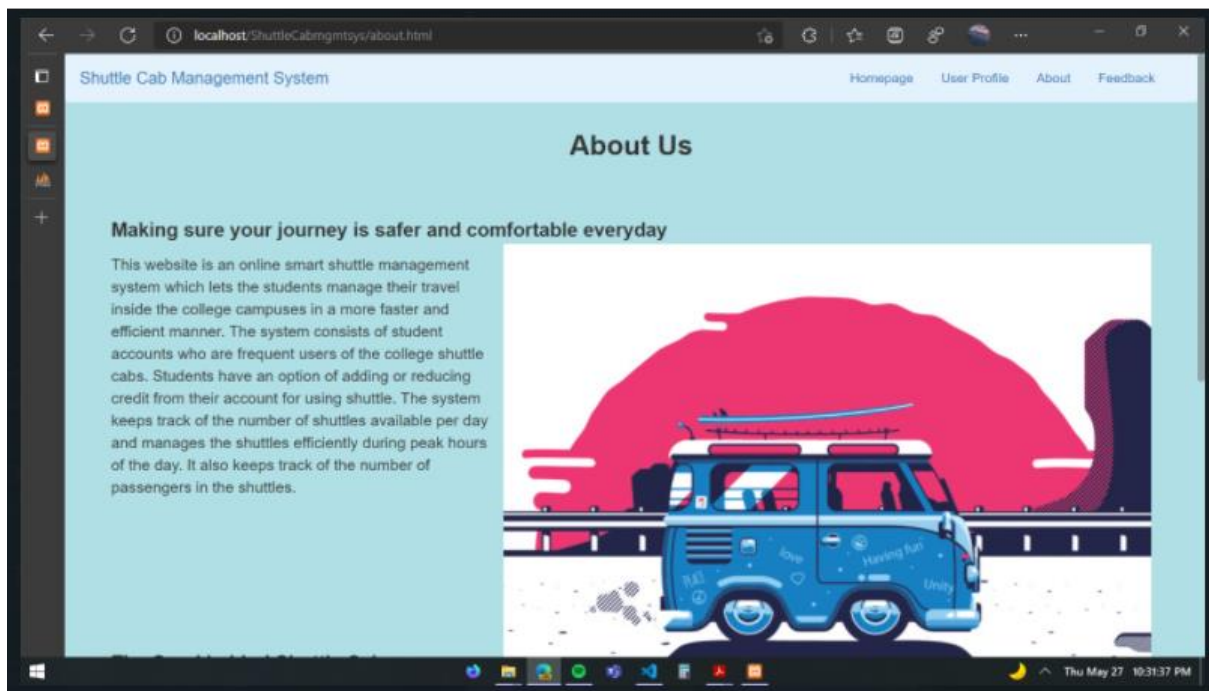 localhost/ShuttleCabmgmtsys/about.html
Shuttle Cab Management System
Homepage User Profile About Feedback
About Us
Making sure your journey is safer and comfortable everyday
This website is an online smart shuttle management
system which lets the students manage their travel
inside the college campuses in a more faster and
efficient manner. The system consists of student
accounts who are frequent users of the college shuttle
cabs. Students have an option of adding or reducing
credit from their account for using shuttle. The system
keeps track of the number of shuttles available per day
and manages the shuttles efficiently during peak hours
of the day. It also keeps track of the number of
passengers in the shuttles.
love
Having fun
PEACE
Unity
Thu May 27 10:31:37 PM